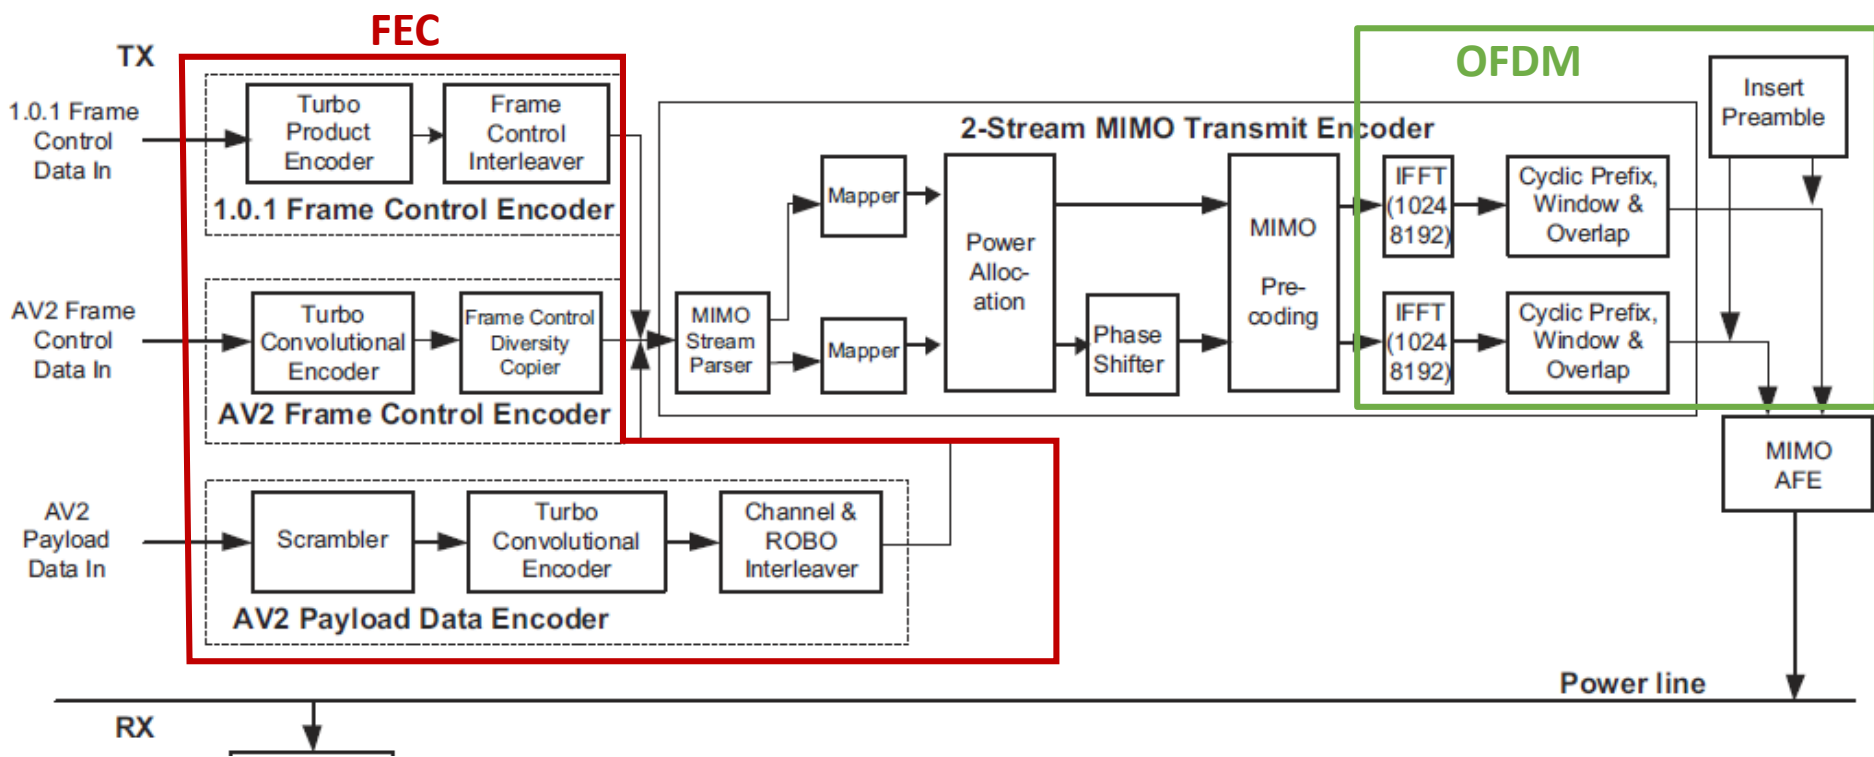 FEC
TX
OFDM
1.0.1 Frame
Control
Data In
Turbo
Product
Encoder
Frame
Control
Interleaver
1.0.1 Frame Control Encoder
AV2 Frame
Control
Data In
Turbo
Convolutional
Encoder
Frame Control
Diversity
Copier
AV2 Frame Control Encoder
AV2
Payload
Data In
Scrambler
Turbo
Convolutional
Encoder
Channel &
ROBO
Interleaver
AV2 Payload Data Encoder
2-Stream MIMO Transmit Encoder
MIMO
Stream
Parser
Mapper
Mapper
Power
Alloc-
ation
Phase
Shifter
MIMO
Pre-
coding
IFFT
(1024
8192)
Cyclic Prefix,
Window &
Overlap
IFFT
(1024
8192)
Cyclic Prefix,
Window &
Overlap
Insert
Preamble
MIMO
AFE
Power line
RX